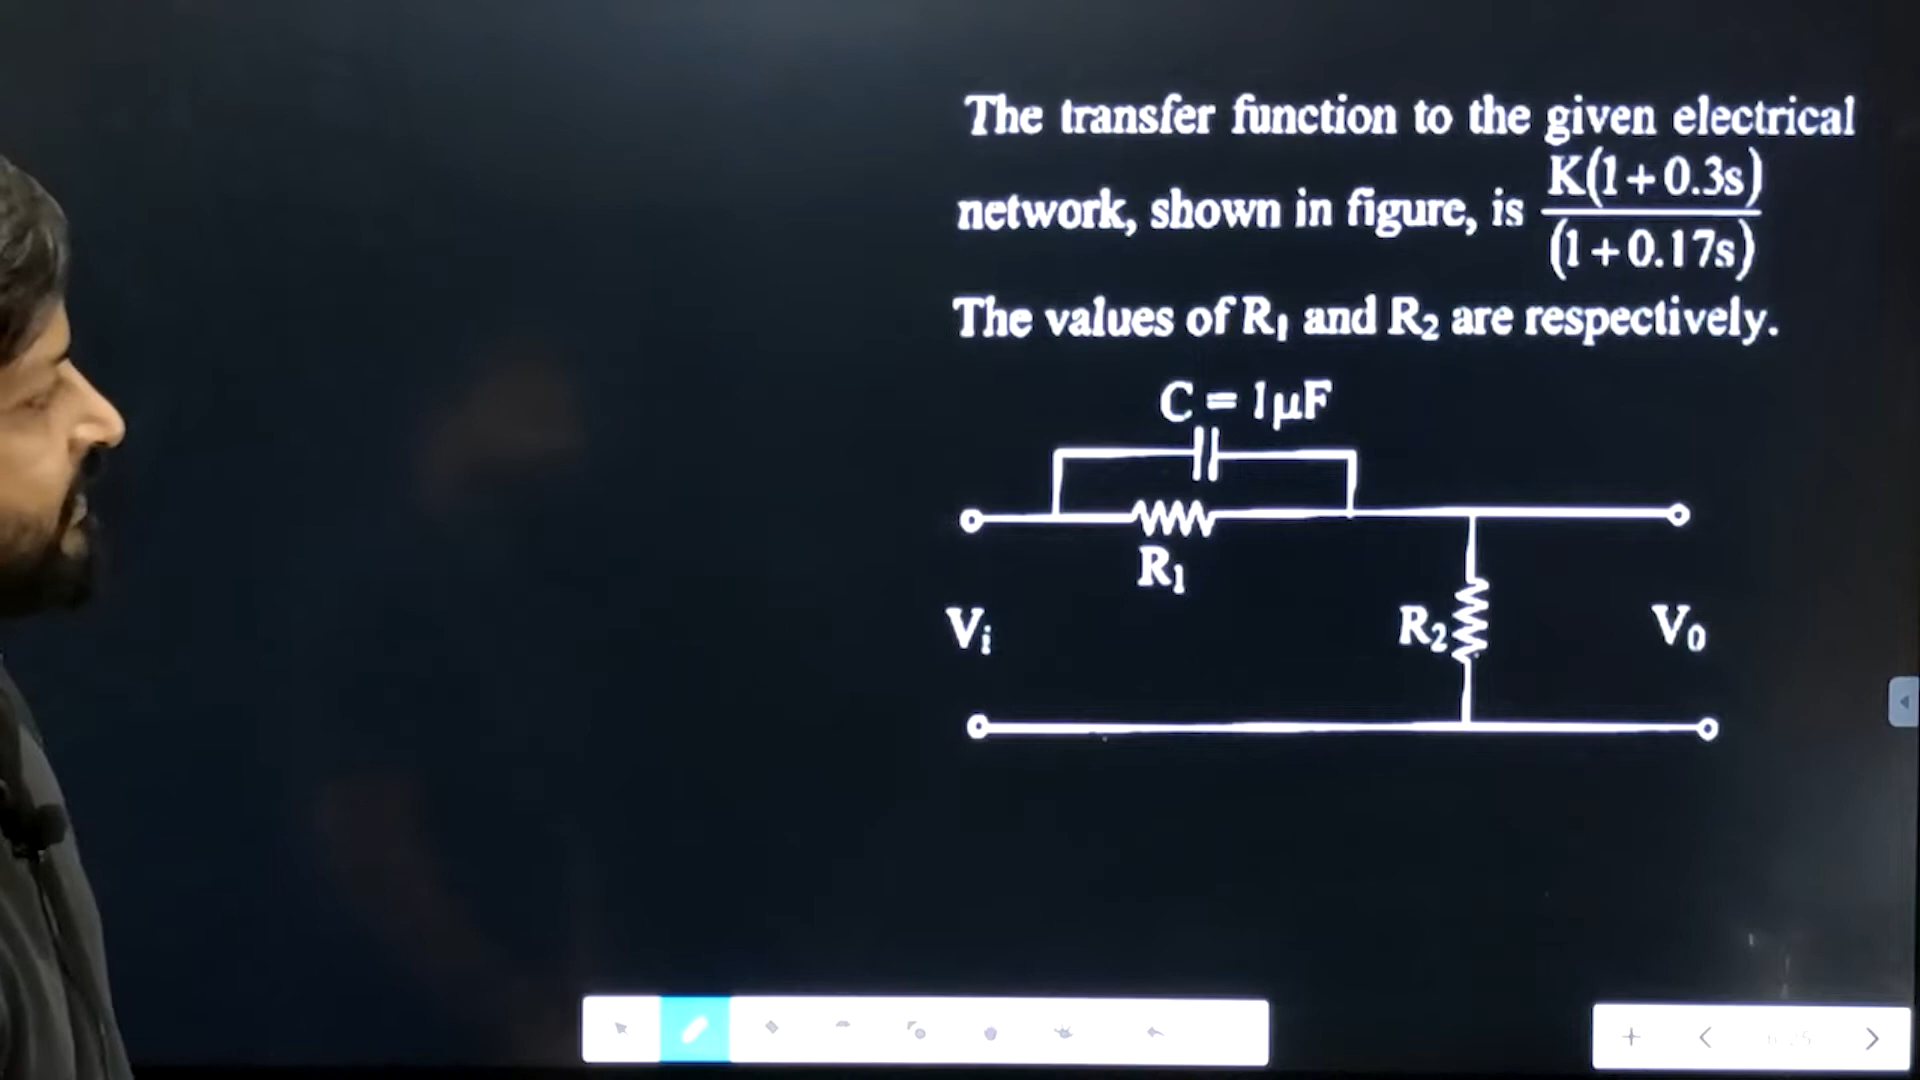 The transfer function to the given electrical
network, shown in figure, is K(1+0.3s)/(1+0.17s)
The values of R₁ and R₂ are respectively.
C = 1μF
R₁
Vi
R₂
V₀